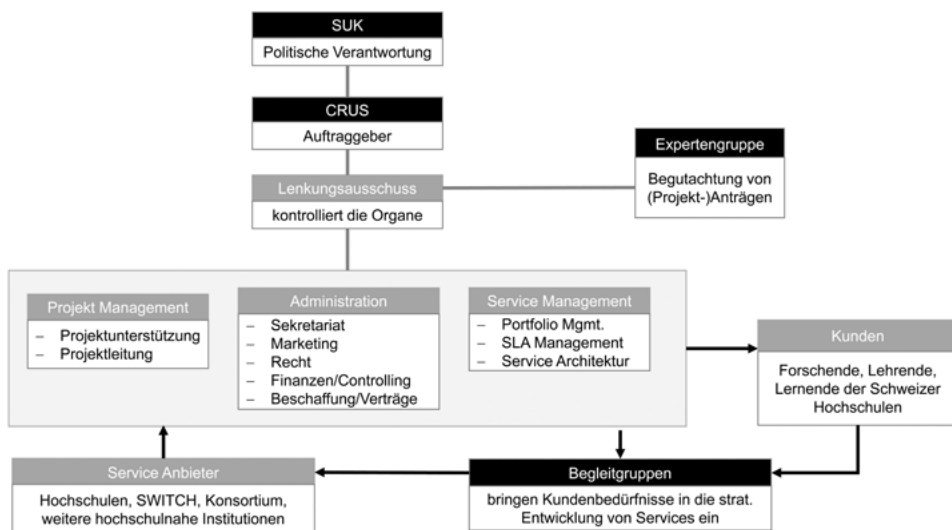 SUK
Politische Verantwortung
CRUS
Auftraggeber
Expertengruppe
Begutachtung von
(Projekt-)Anträgen
Lenkungsausschuss
kontrolliert die Organe
Projekt Management
– Projektunterstützung
– Projektleitung
Administration
– Sekretariat
– Marketing
– Recht
– Finanzen/Controlling
– Beschaffung/Verträge
Service Management
– Portfolio Mgmt.
– SLA Management
– Service Architektur
Kunden
Forschende, Lehrende,
Lernende der Schweizer
Hochschulen
Service Anbieter
Hochschulen, SWITCH, Konsortium,
weitere hochschulnahe Institutionen
Begleitgruppen
bringen Kundenbedürfnisse in die strat.
Entwicklung von Services ein